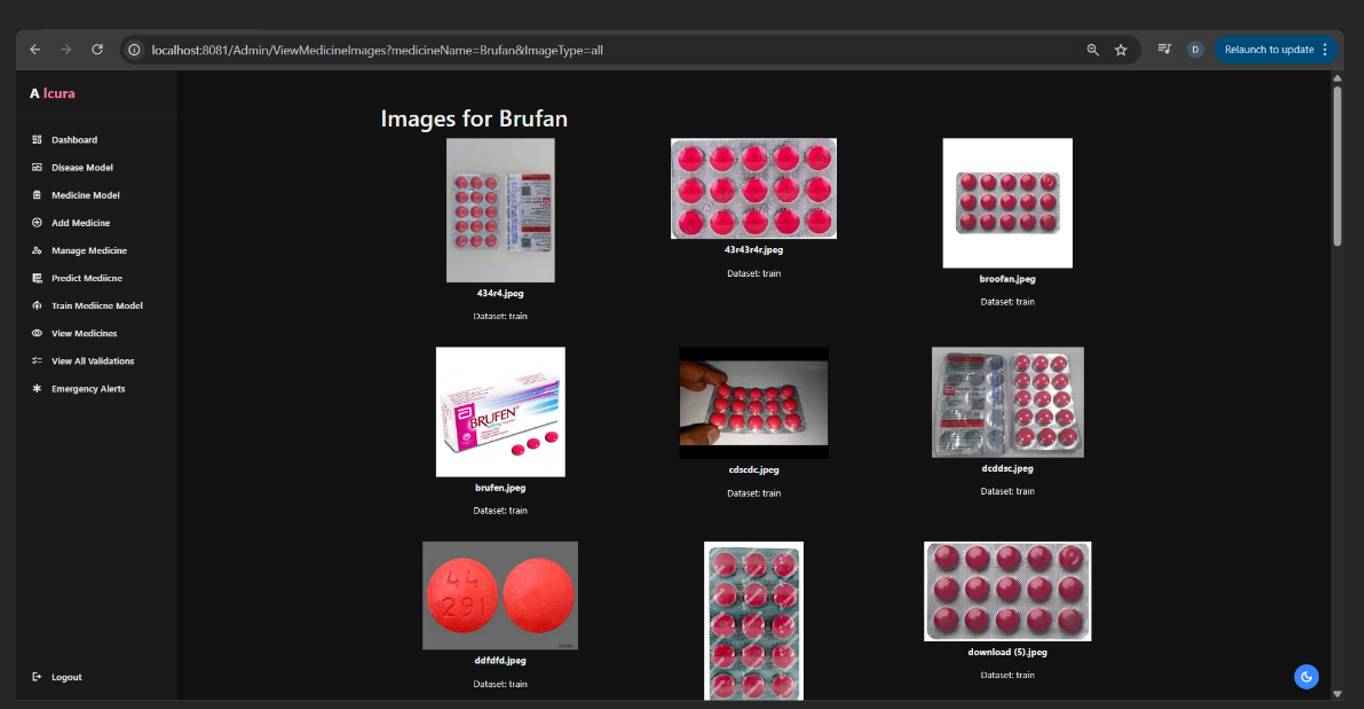 localhost:8081/Admin/ViewMedicineImages?medicineName=Brufan&ImageType=all
D
Relaunch to update
A Icura
Dashboard
Disease Model
Medicine Model
Add Medicine
Manage Medicine
Predict Mediicne
Train Mediicne Model
View Medicines
View All Validations
Emergency Alerts
Logout
Images for Brufan
434r4.jpeg
Dataset: train
43r43r4r.jpeg
Dataset: train
broofan.jpeg
Dataset: train
BRUFEN
brufen.jpeg
Dataset: train
cdscdc.jpeg
Dataset: train
dcddsc.jpeg
Dataset: train
44
291
ddfdfd.jpeg
Dataset: train
download (5).jpeg
Dataset: train